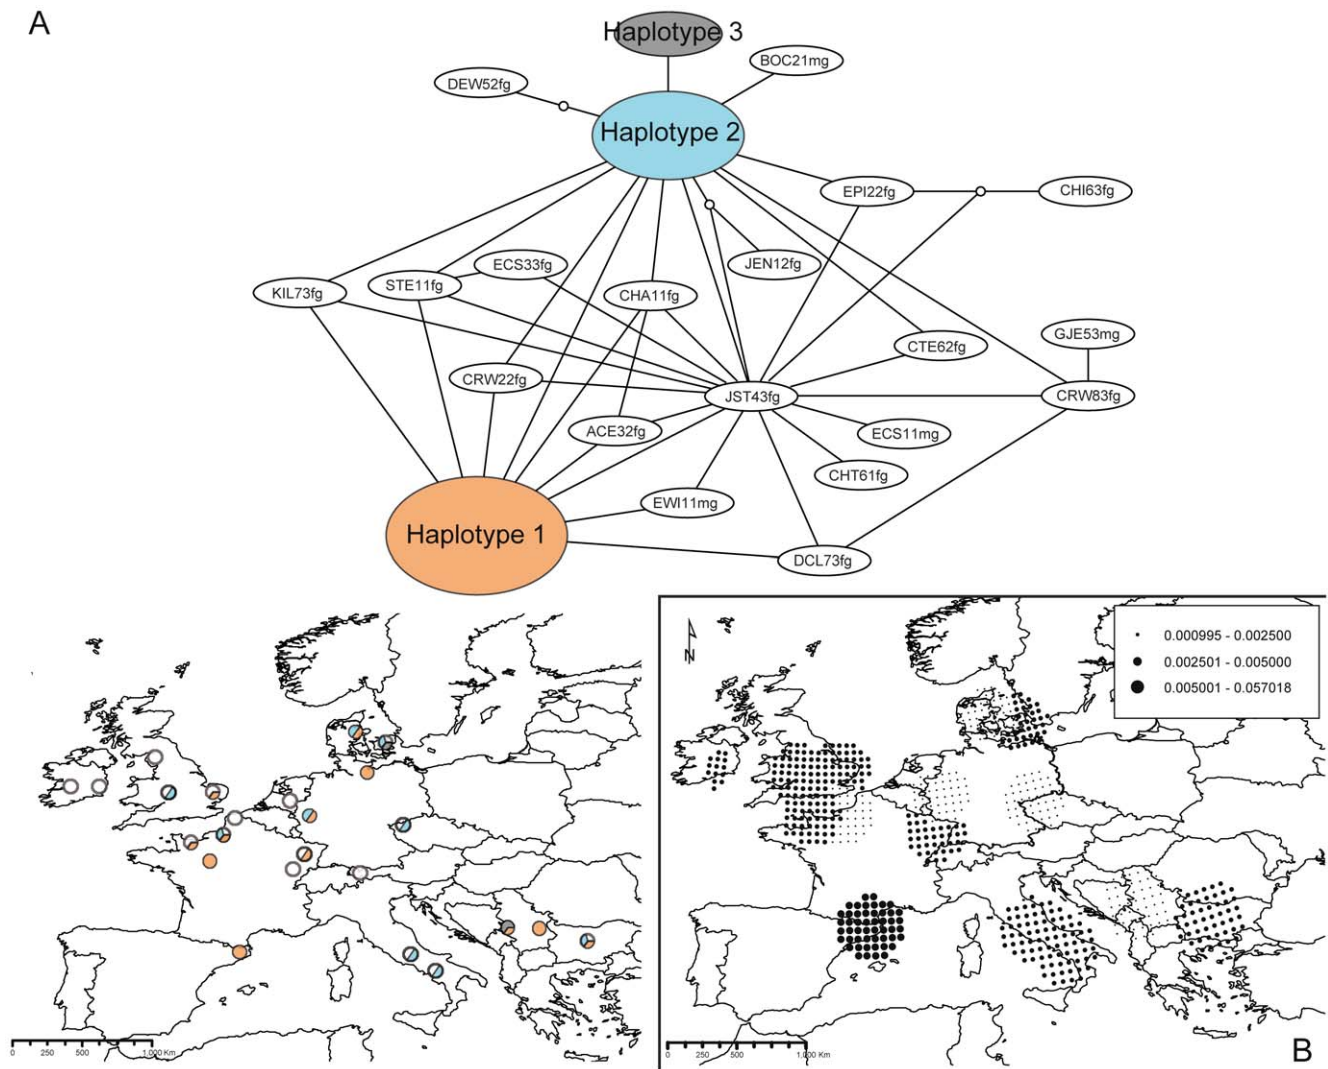 A
Haplotype 3
BOC21mg
DEW52fg
Haplotype 2
EPI22fg
CHI63fg
ECS33fg
JEN12fg
STE11fg
KIL73fg
CHA11fg
GJE53mg
CTE62fg
CRW22fg
JST43fg
CRW83fg
ACE32fg
ECS11mg
CHT61fg
EWI11mg
Haplotype 1
DCL73fg
N
0.000995 - 0.002500
0.002501 - 0.005000
0.005001 - 0.057018
0 250 500 1,000 Km
0 250 500 1,000 Km
B